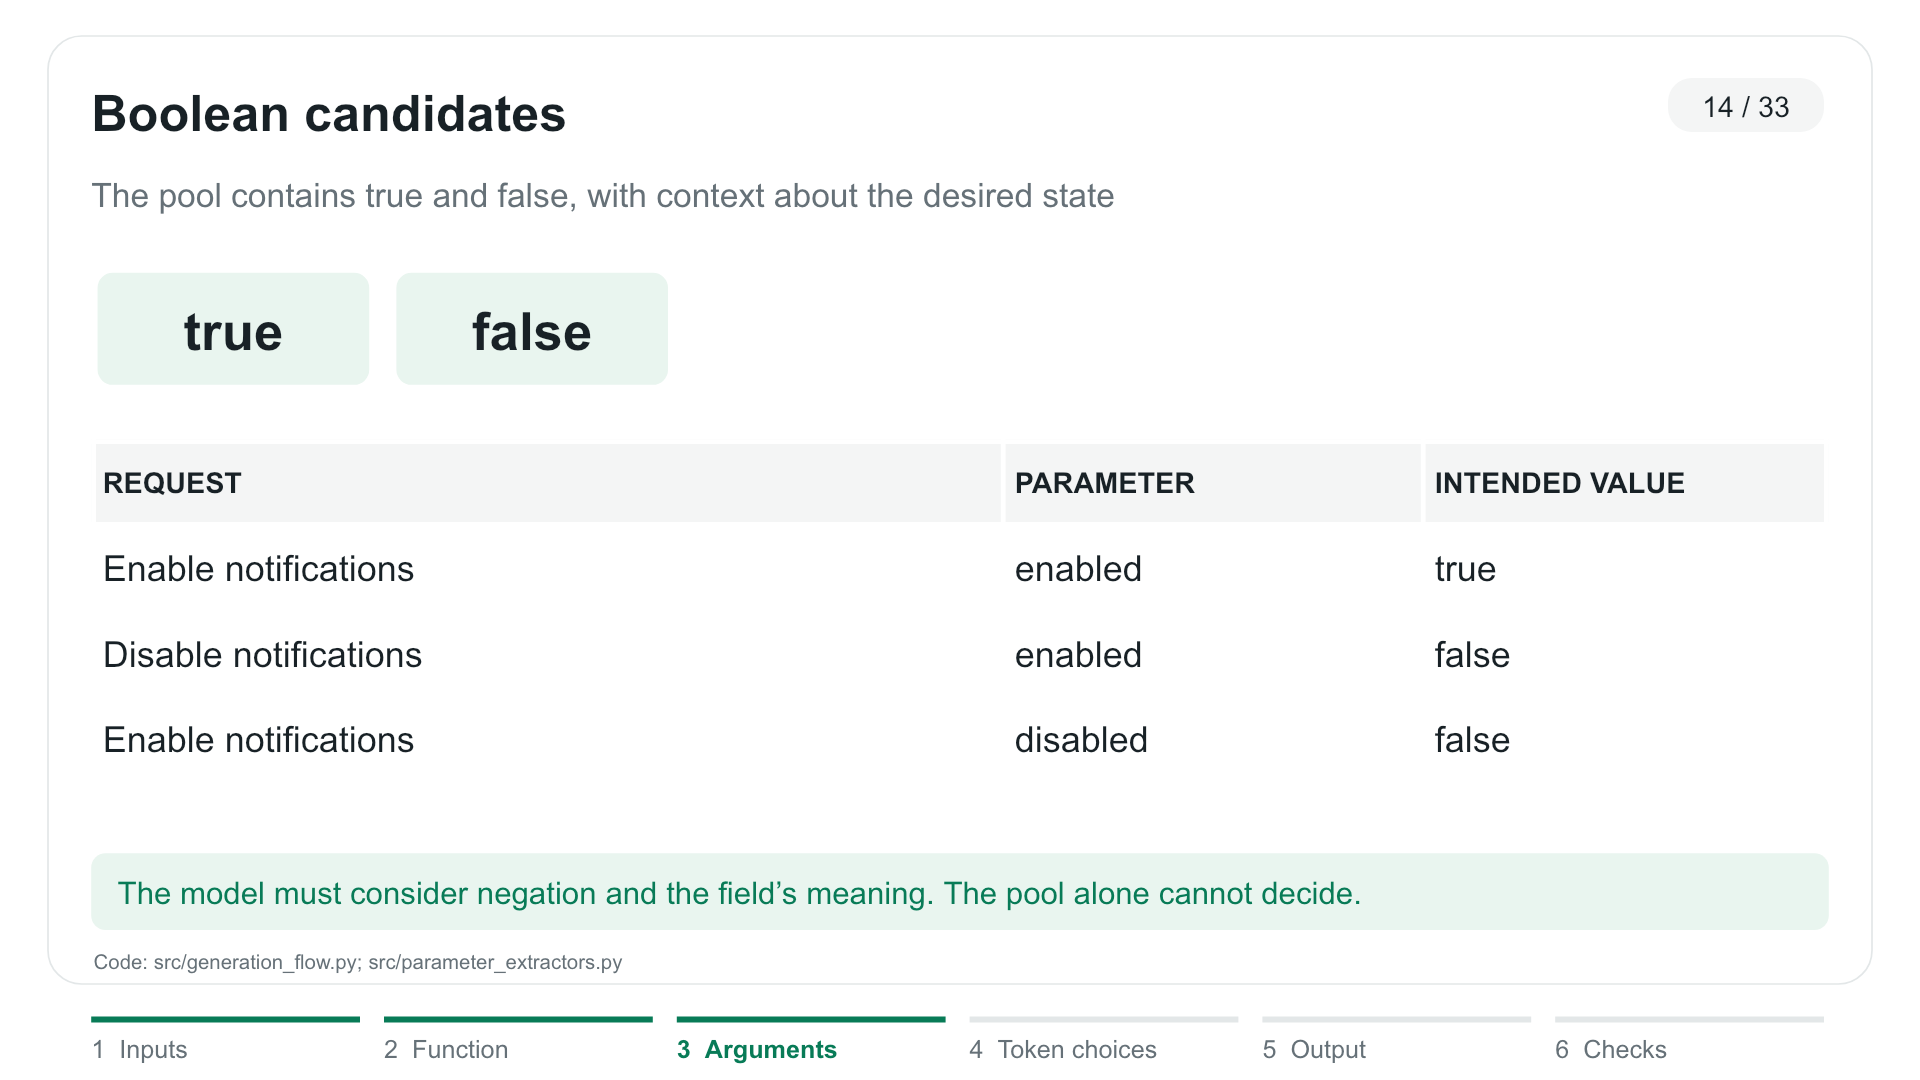 Boolean candidates
14 / 33
The pool contains true and false, with context about the desired state
true false
REQUEST PARAMETER INTENDED VALUE
Enable notifications enabled true
Disable notifications enabled false
Enable notifications disabled false
The model must consider negation and the field’s meaning. The pool alone cannot decide.
Code: src/generation_flow.py; src/parameter_extractors.py
1 Inputs 2 Function 3 Arguments 4 Token choices 5 Output 6 Checks